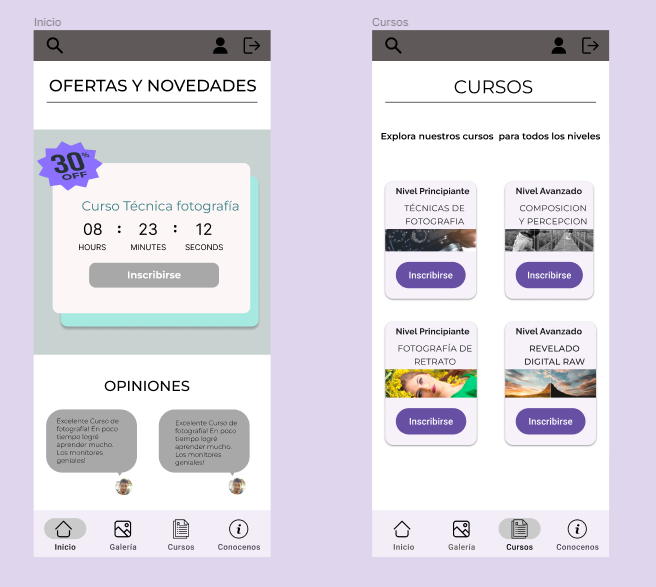 Inicio
OFERTAS Y NOVEDADES
30%
OFF
Curso Técnica fotografía
08 : 23 : 12
HOURS MINUTES SECONDS
Inscribirse
OPINIONES
Excelente Curso de
fotografía! En poco
tiempo logré
aprender mucho.
Los monitores
geniales!
Excelente Curso de
fotografía! En poco
tiempo logré
aprender mucho.
Los monitores
geniales!
Inicio Galería Cursos Conocenos
Cursos
CURSOS
Explora nuestros cursos para todos los niveles
Nivel Principiante
TÉCNICAS DE
FOTOGRAFIA
Inscribirse
Nivel Avanzado
COMPOSICION
Y PERCEPCION
Inscribirse
Nivel Principiante
FOTOGRAFÍA DE
RETRATO
Inscribirse
Nivel Avanzado
REVELADO
DIGITAL RAW
Inscribirse
Inicio Galería Cursos Conocenos